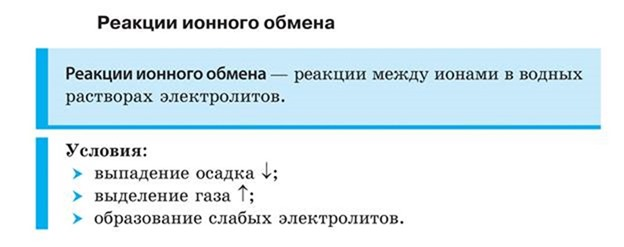 Реакции ионного обмена
Реакции ионного обмена — реакции между ионами в водных
растворах электролитов.
Условия:
➤ выпадение осадка ↓;
➤ выделение газа ↑;
➤ образование слабых электролитов.